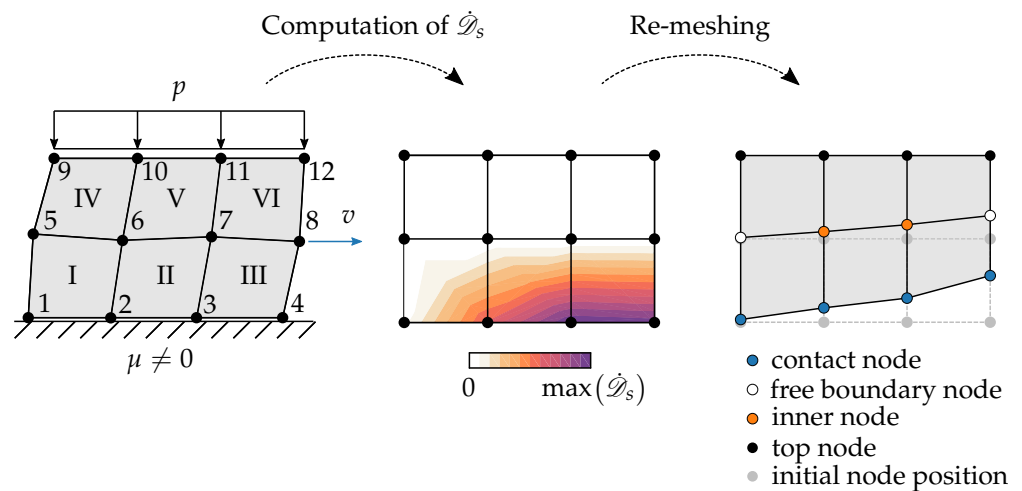 Computation of 𝒟̇ₛ
Re-meshing
p
9 10 11 12
IV V VI
5 6 7 8
v
I II III
1 2 3 4
μ ≠ 0
0 max(𝒟̇ₛ)
contact node
free boundary node
inner node
top node
initial node position